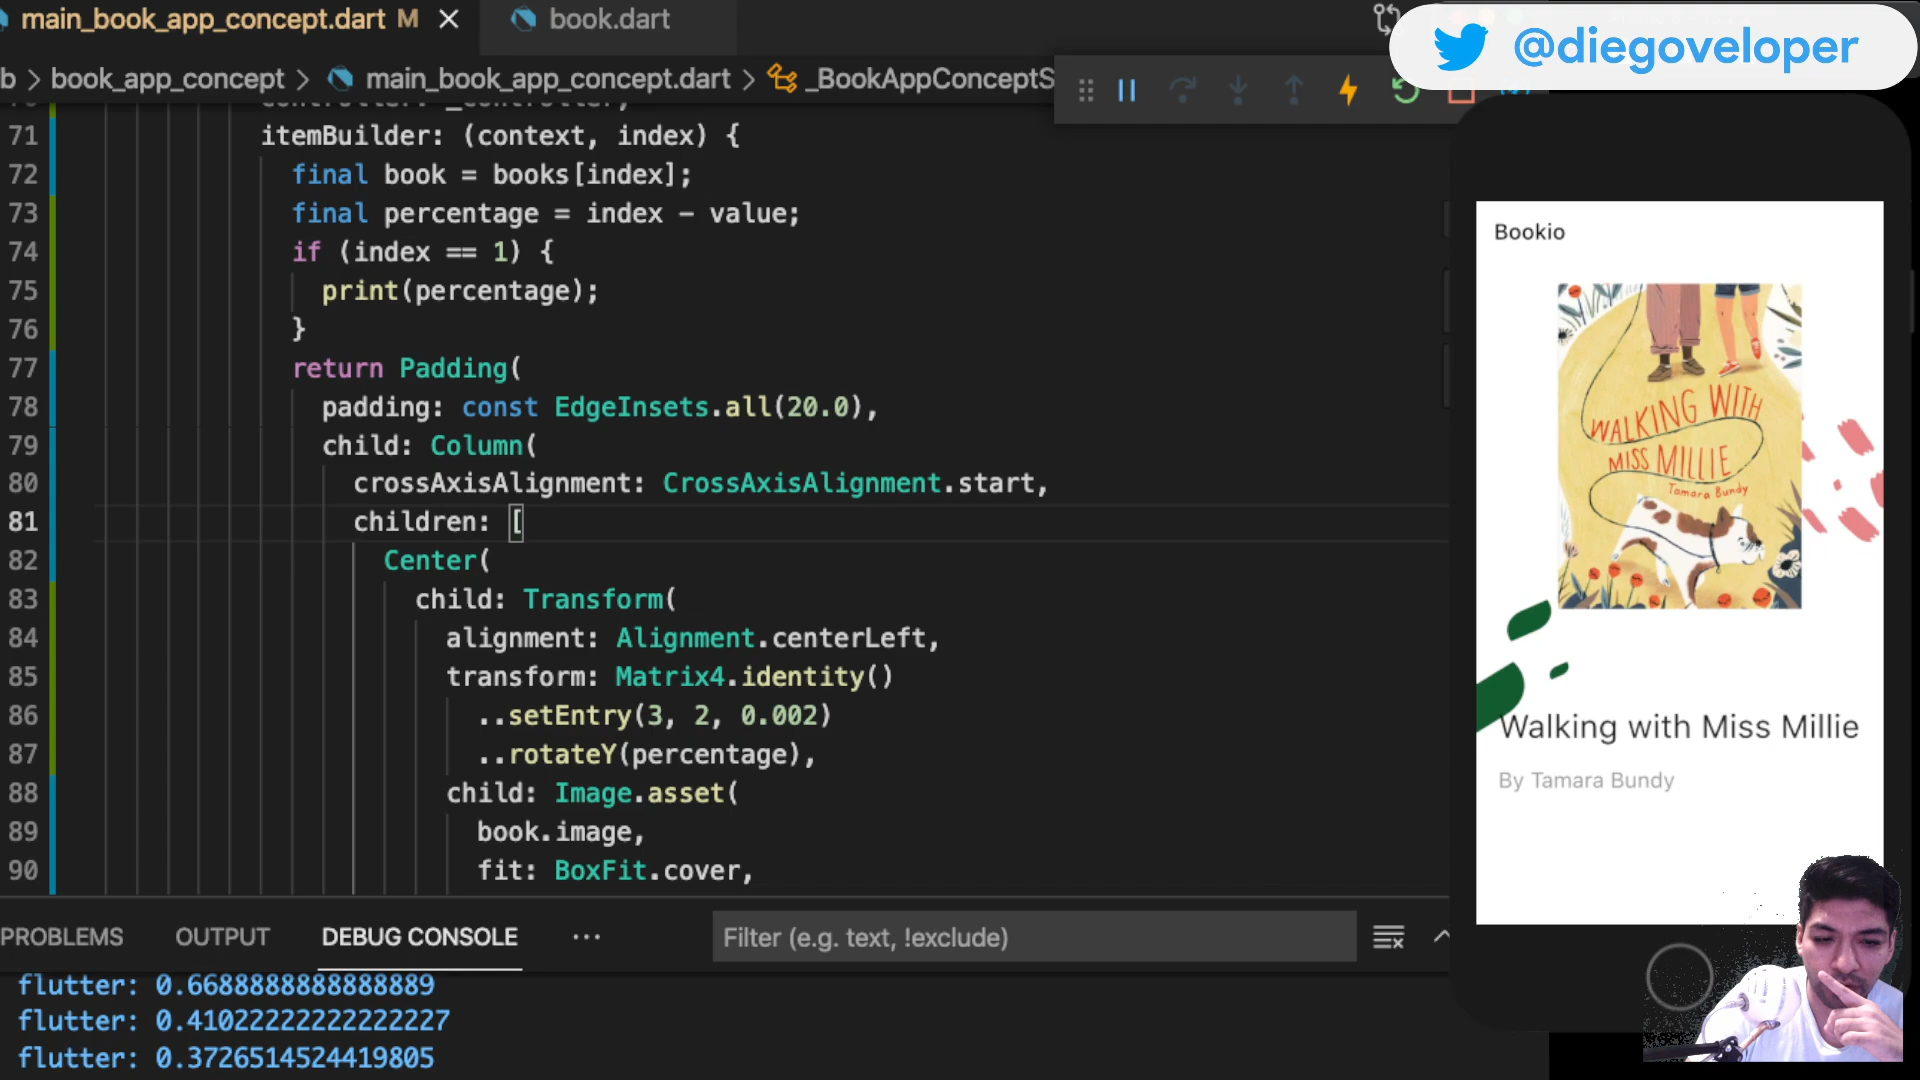 main_book_app_concept.dart M
book.dart
@diegoveloper
b > book_app_concept > main_book_app_concept.dart > _BookAppConceptS
71 itemBuilder: (context, index) {
72 final book = books[index];
73 final percentage = index - value;
74 if (index == 1) {
75 print(percentage);
76 }
77 return Padding(
78 padding: const EdgeInsets.all(20.0),
79 child: Column(
80 crossAxisAlignment: CrossAxisAlignment.start,
81 children: [
82 Center(
83 child: Transform(
84 alignment: Alignment.centerLeft,
85 transform: Matrix4.identity()
86 ..setEntry(3, 2, 0.002)
87 ..rotateY(percentage),
88 child: Image.asset(
89 book.image,
90 fit: BoxFit.cover,
Bookio
WALKING WITH
MISS MILLIE
Tamara Bundy
Walking with Miss Millie
By Tamara Bundy
PROBLEMS OUTPUT DEBUG CONSOLE ··· Filter (e.g. text, !exclude)
flutter: 0.6688888888888889
flutter: 0.41022222222222227
flutter: 0.3726514524419805